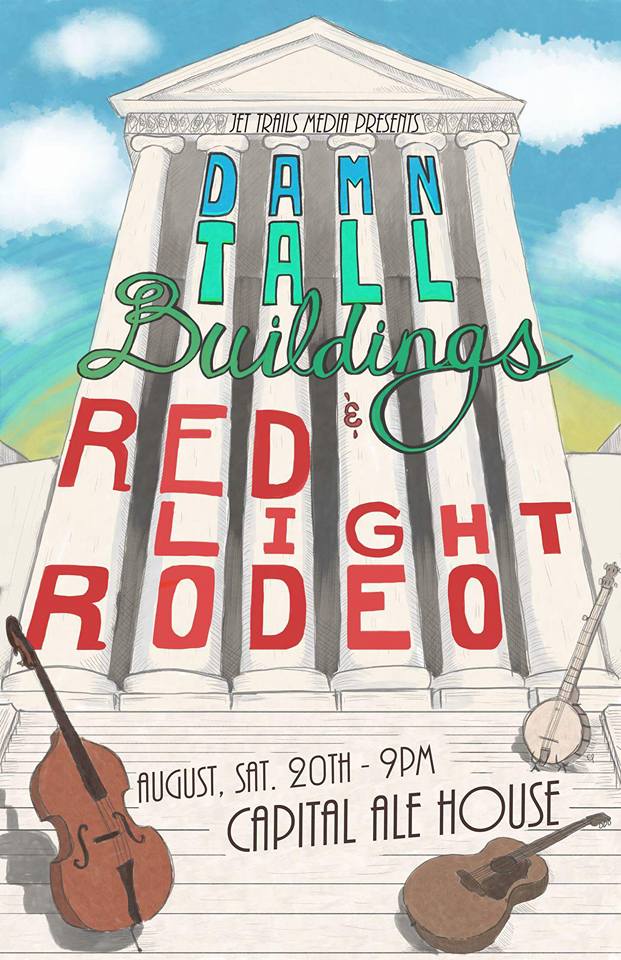 JET TRAILS MEDIA PRESENTS
DAMN
TALL
Buildings
&
RED
LIGHT
RODEO
AUGUST, SAT. 20TH - 9PM
CAPITAL ALE HOUSE